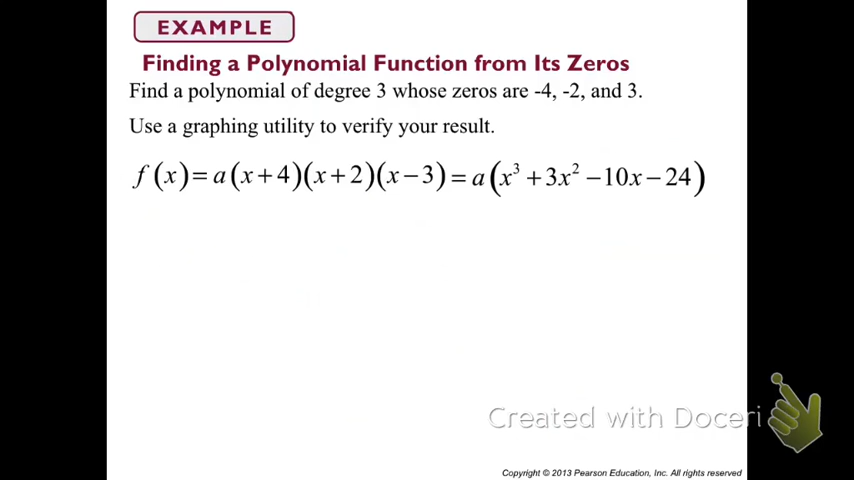 EXAMPLE
Finding a Polynomial Function from Its Zeros
Find a polynomial of degree 3 whose zeros are -4, -2, and 3.
Use a graphing utility to verify your result.
f(x) = a(x+4)(x+2)(x−3) = a(x³ + 3x² − 10x − 24)
Created with Doceri
Copyright © 2013 Pearson Education, Inc. All rights reserved